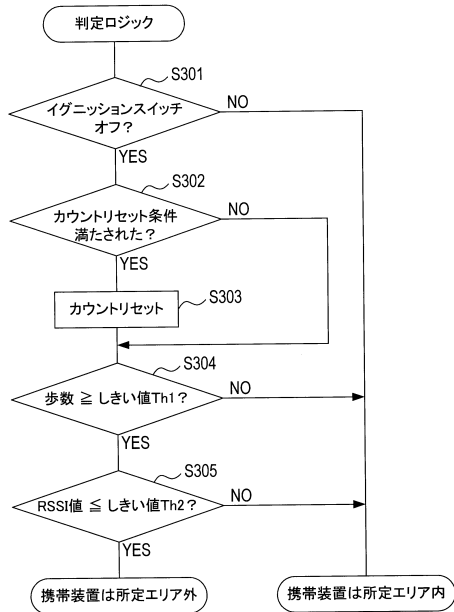 判定ロジック
S301
イグニッションスイッチ
オフ?
NO
YES
S302
カウントリセット条件
満たされた?
NO
YES
カウントリセット
S303
S304
歩数 ≧ しきい値Th1?
NO
YES
S305
RSSI値 ≦ しきい値Th2?
NO
YES
携帯装置は所定エリア外
携帯装置は所定エリア内